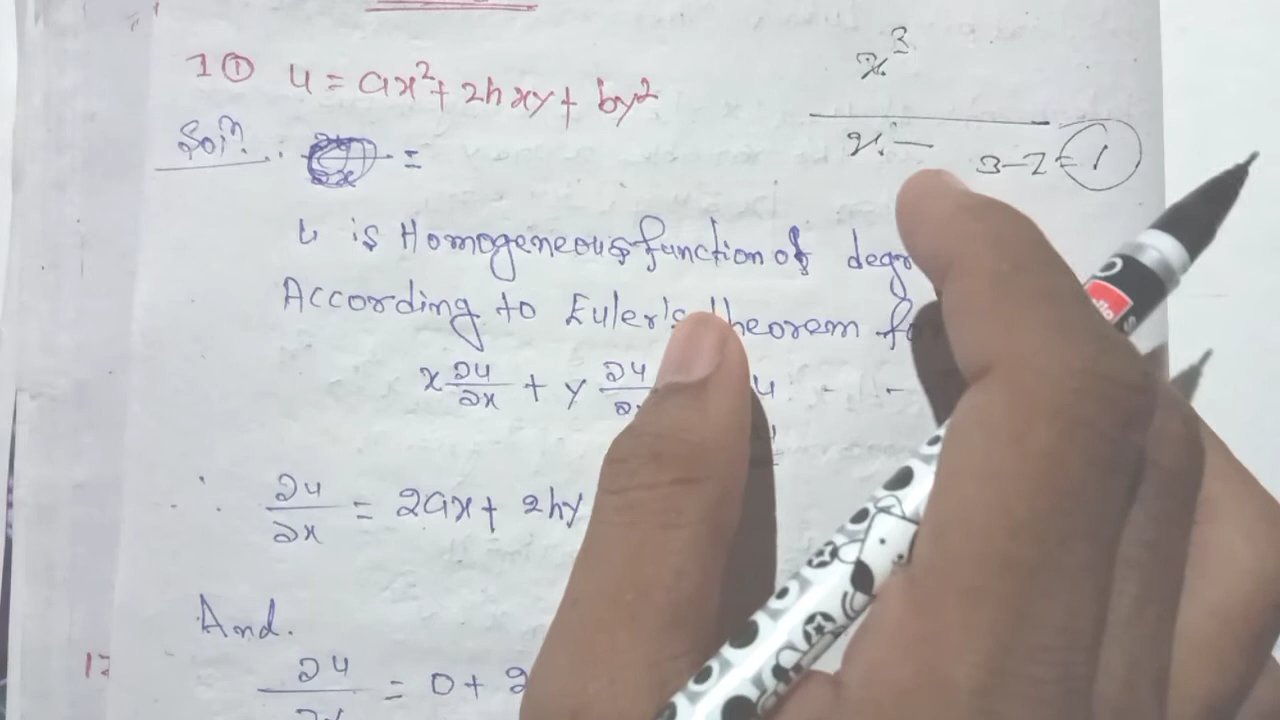 1 ① u = ax² + 2hxy + by²
Solⁿ. =
x³
x
3-2=1
u is Homogeneous function of
According to Euler's theorem
x ∂u/∂x + y ∂u/ u - -
∴ ∂u/∂x = 2ax + 2hy
And.
∂u = 0 + 2